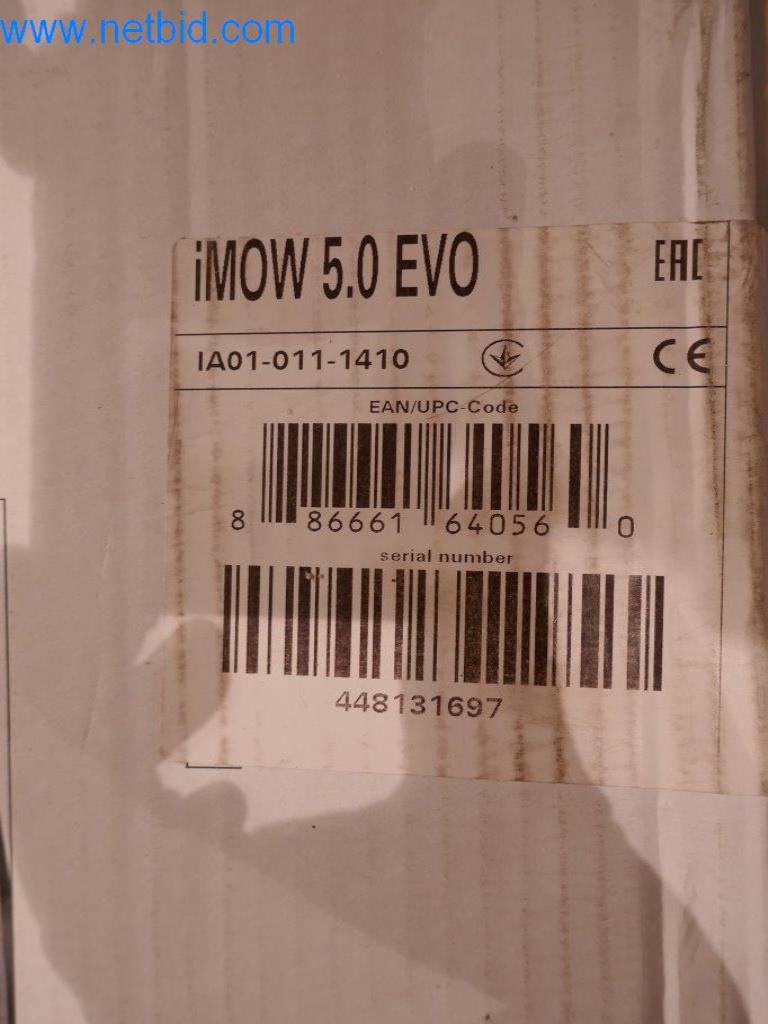 www.netbid.com
iMOW 5.0 EVO EAC
IA01-011-1410 CE
EAN/UPC-Code
8 86661 64056 0
serial number
448131697